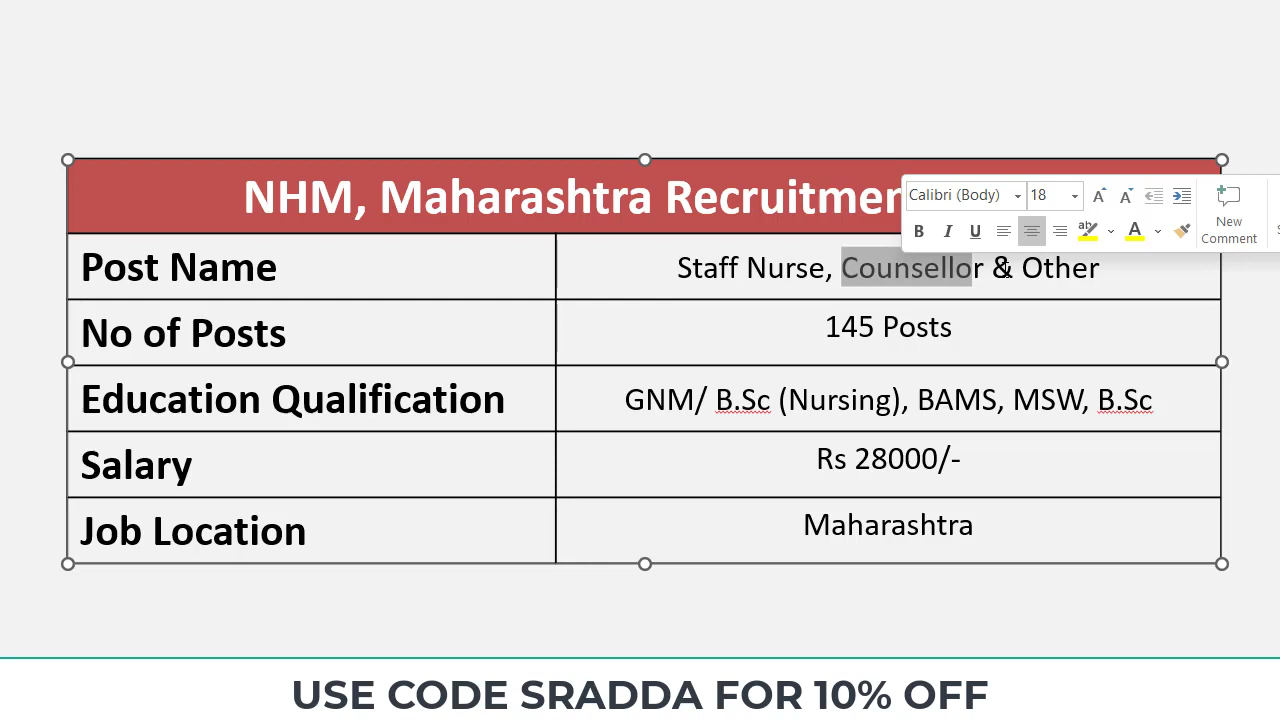 NHM, Maharashtra Recruitmen
Calibri (Body) 18 A A
B I U ab A
New
Comment
Post Name Staff Nurse, Counsellor & Other
No of Posts 145 Posts
Education Qualification GNM/ B.Sc (Nursing), BAMS, MSW, B.Sc
Salary Rs 28000/-
Job Location Maharashtra
USE CODE SRADDA FOR 10% OFF